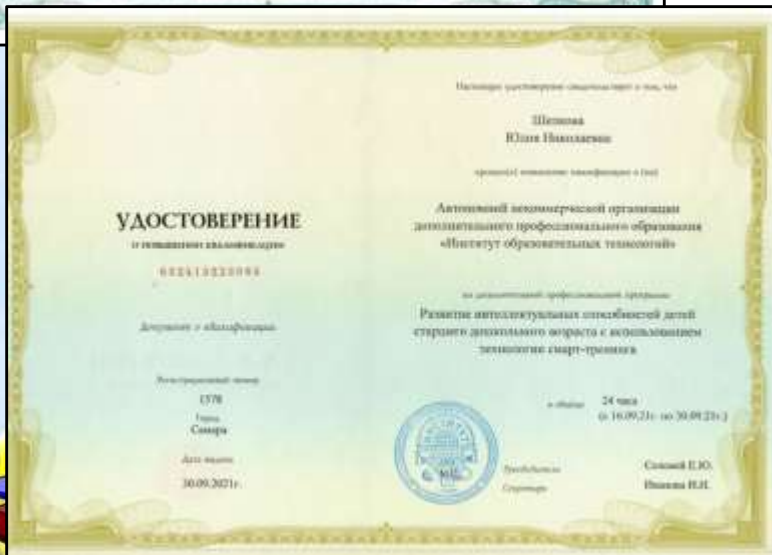 УДОСТОВЕРЕНИЕ
о повышении квалификации
Документ о квалификации
Регистрационный номер
1578
Город
Самара
Дата выдачи
30.09.2021г.
Настоящее удостоверение свидетельствует о том, что
Юлия Николаевна
прошел(а) повышение квалификации в (на)
Автономной некоммерческой организации
дополнительного профессионального образования
«Институт образовательных технологий»
по дополнительной профессиональной программе
Развитие интеллектуальных способностей детей
старшего дошкольного возраста с использованием
технологии смарт-тренинга
в объёме 24 часа
(с 16.09.21г. по 30.09.21г.)
Руководитель
Секретарь
Иванова Н.Н.